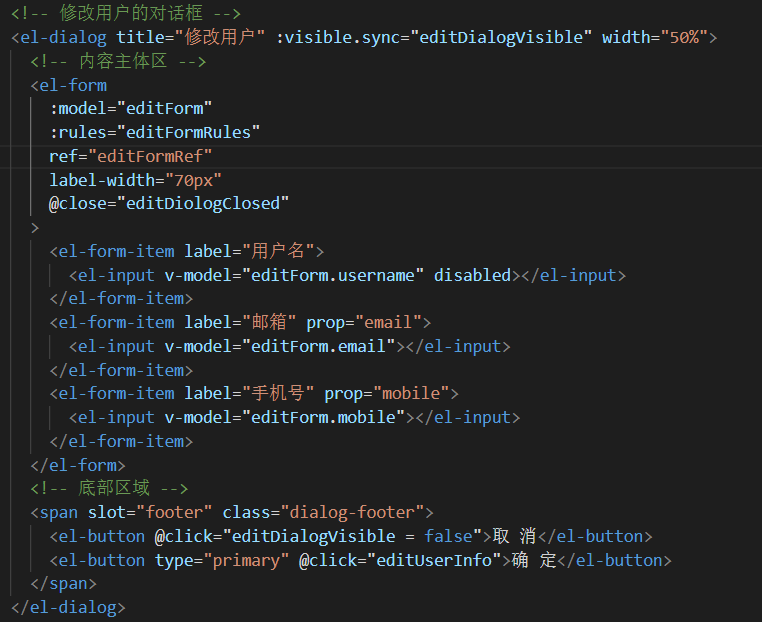 <!-- 修改用户的对话框 -->
<el-dialog title="修改用户" :visible.sync="editDialogVisible" width="50%">
<!-- 内容主体区 -->
<el-form
:model="editForm"
:rules="editFormRules"
ref="editFormRef"
label-width="70px"
@close="editDiologClosed"
>
<el-form-item label="用户名">
<el-input v-model="editForm.username" disabled></el-input>
</el-form-item>
<el-form-item label="邮箱" prop="email">
<el-input v-model="editForm.email"></el-input>
</el-form-item>
<el-form-item label="手机号" prop="mobile">
<el-input v-model="editForm.mobile"></el-input>
</el-form-item>
</el-form>
<!-- 底部区域 -->
<span slot="footer" class="dialog-footer">
<el-button @click="editDialogVisible = false">取 消</el-button>
<el-button type="primary" @click="editUserInfo">确 定</el-button>
</span>
</el-dialog>